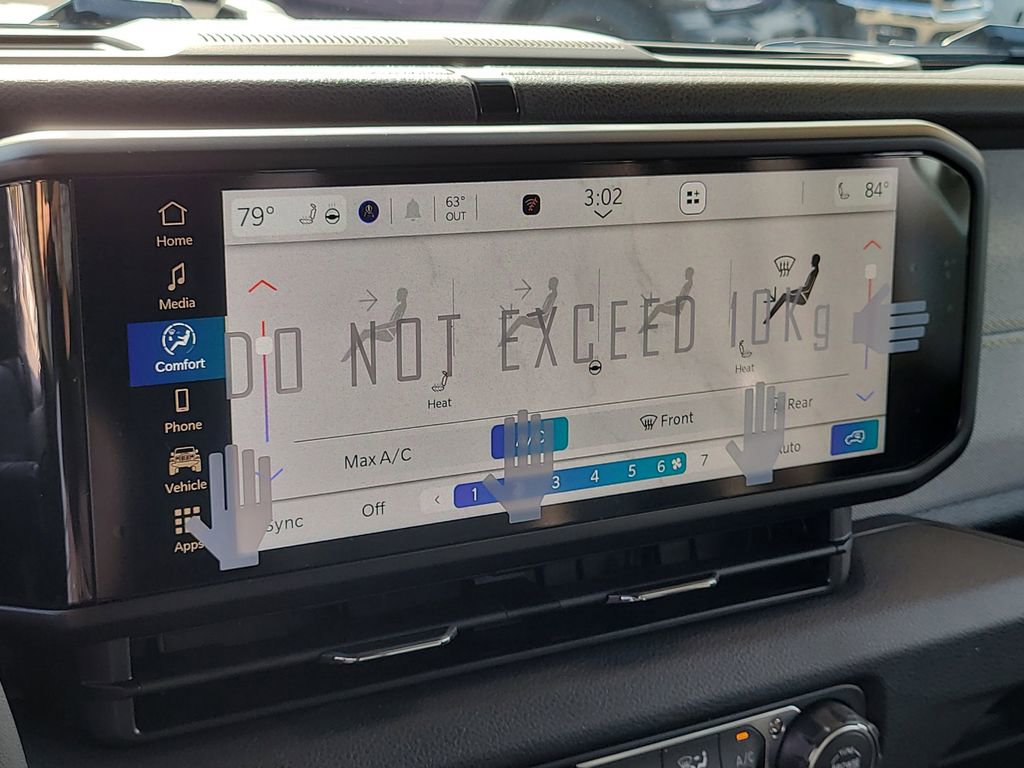 Home
Media
Comfort
Phone
Vehicle
Apps
79°
63°
OUT
3:02
84°
DO NOT EXCEED 10Kg
Heat
Heat
Max A/C
A/C
Front
Rear
Off
1 3 4 5 6 7
Sync
A/C